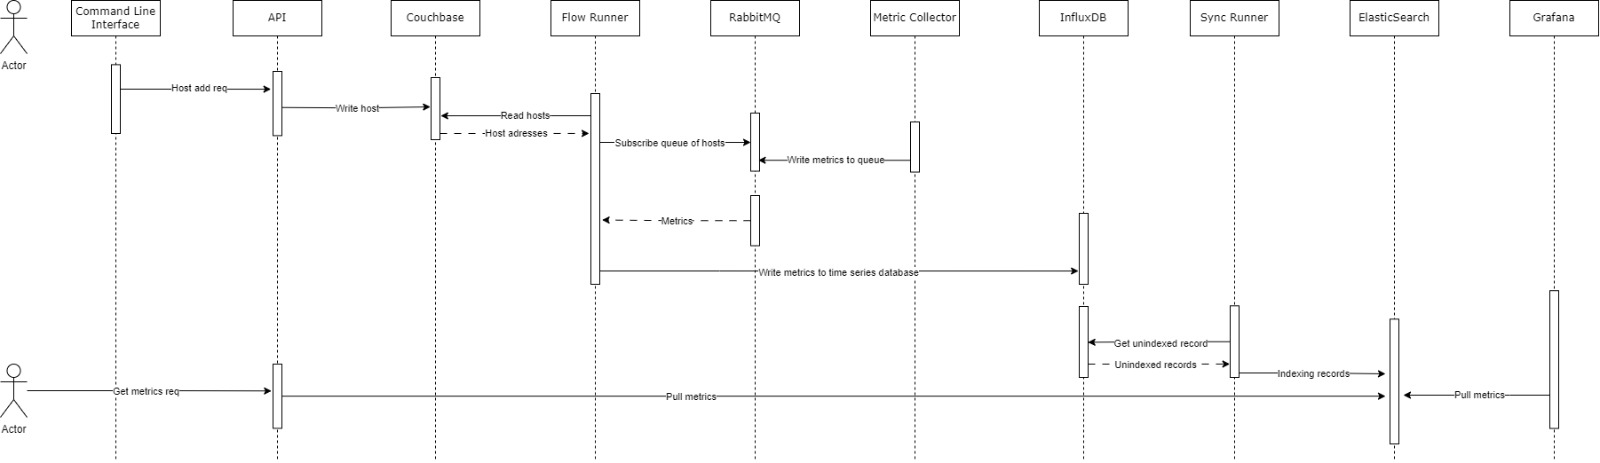 Command Line
Interface
API
Couchbase
Flow Runner
RabbitMQ
Metric Collector
InfluxDB
Sync Runner
ElasticSearch
Grafana
Actor
Host add req
Write host
Read hosts
Host adresses
Subscribe queue of hosts
Write metrics to queue
Metrics
Write metrics to time series database
Get unindexed record
Unindexed records
Indexing records
Get metrics req
Pull metrics
Pull metrics
Actor